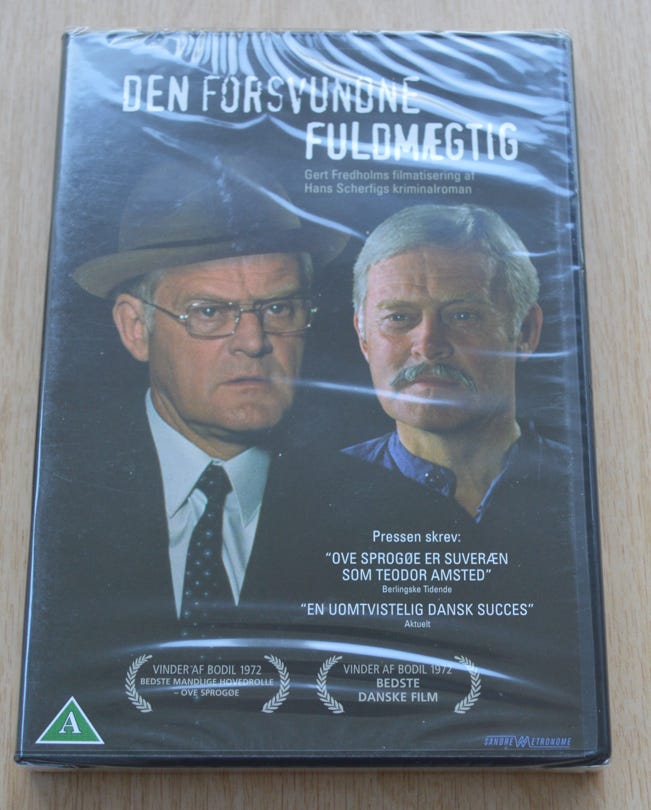 DEN FORSVUNDNE
FULDMÆGTIG
Gert Fredholms filmatisering af
Hans Scherfigs kriminalroman
Pressen skrev:
“OVE SPROGØE ER SUVERÆN
SOM TEODOR AMSTED”
Berlingske Tidende
“EN UOMTVISTELIG DANSK SUCCES”
Aktuelt
VINDER AF BODIL 1972
BEDSTE MANDLIGE HOVEDROLLE
– OVE SPROGØE
VINDER AF BODIL 1972
BEDSTE
DANSKE FILM
A
SANDREW METRONOME